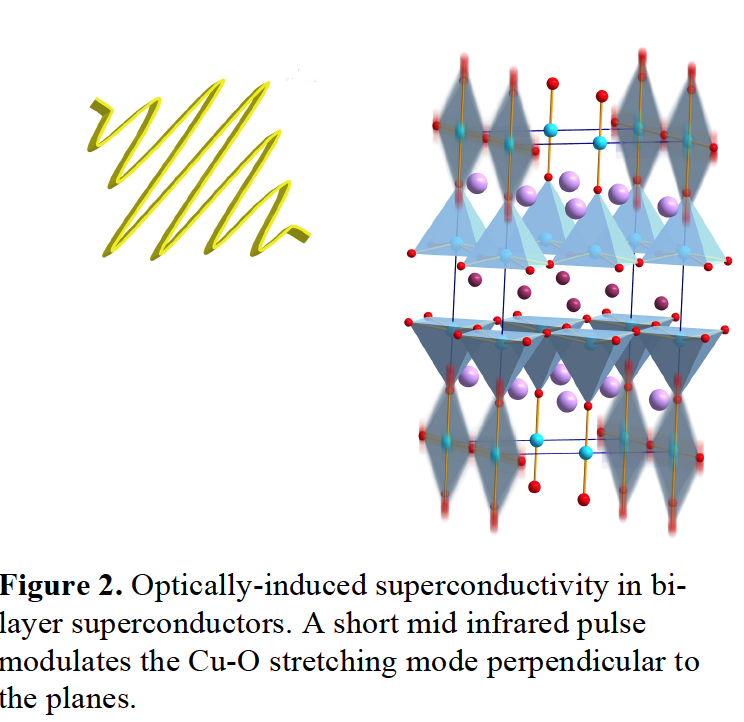 Figure 2. Optically-induced superconductivity in bi-
layer superconductors. A short mid infrared pulse
modulates the Cu-O stretching mode perpendicular to
the planes.